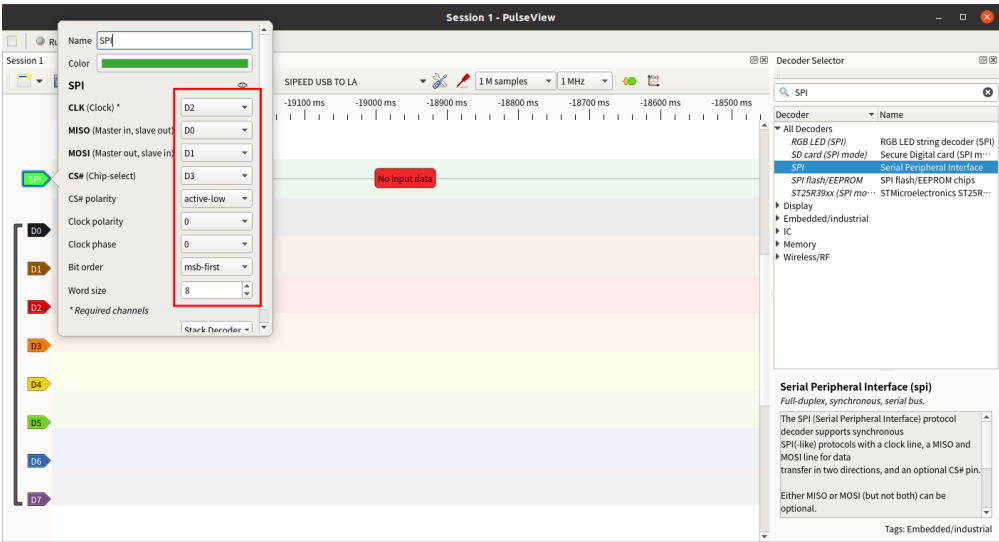 Session 1 - PulseView
Ru
Session 1
SIPEED USB TO LA
1 M samples
1 MHz
-19100 ms
-19000 ms
-18900 ms
-18800 ms
-18700 ms
-18600 ms
-18500 ms
Name
SPI
Color
SPI
CLK (Clock) *
D2
MISO (Master in, slave out)
D0
MOSI (Master out, slave in)
D1
CS# (Chip-select)
D3
CS# polarity
active-low
Clock polarity
0
Clock phase
0
Bit order
msb-first
Word size
8
* Required channels
Stack Decoder
SPI
No input data
D0
D1
D2
D3
D4
D5
D6
D7
Decoder Selector
SPI
Decoder
Name
All Decoders
RGB LED (SPI)
RGB LED string decoder (SPI)
SD card (SPI mode)
Secure Digital card (SPI m···
SPI
Serial Peripheral Interface
SPI flash/EEPROM
SPI flash/EEPROM chips
ST25R39xx (SPI mo···
STMicroelectronics ST25R···
Display
Embedded/industrial
IC
Memory
Wireless/RF
Serial Peripheral Interface (spi)
Full-duplex, synchronous, serial bus.
The SPI (Serial Peripheral Interface) protocol
decoder supports synchronous
SPI(-like) protocols with a clock line, a MISO and
MOSI line for data
transfer in two directions, and an optional CS# pin.
Either MISO or MOSI (but not both) can be
optional.
Tags: Embedded/industrial